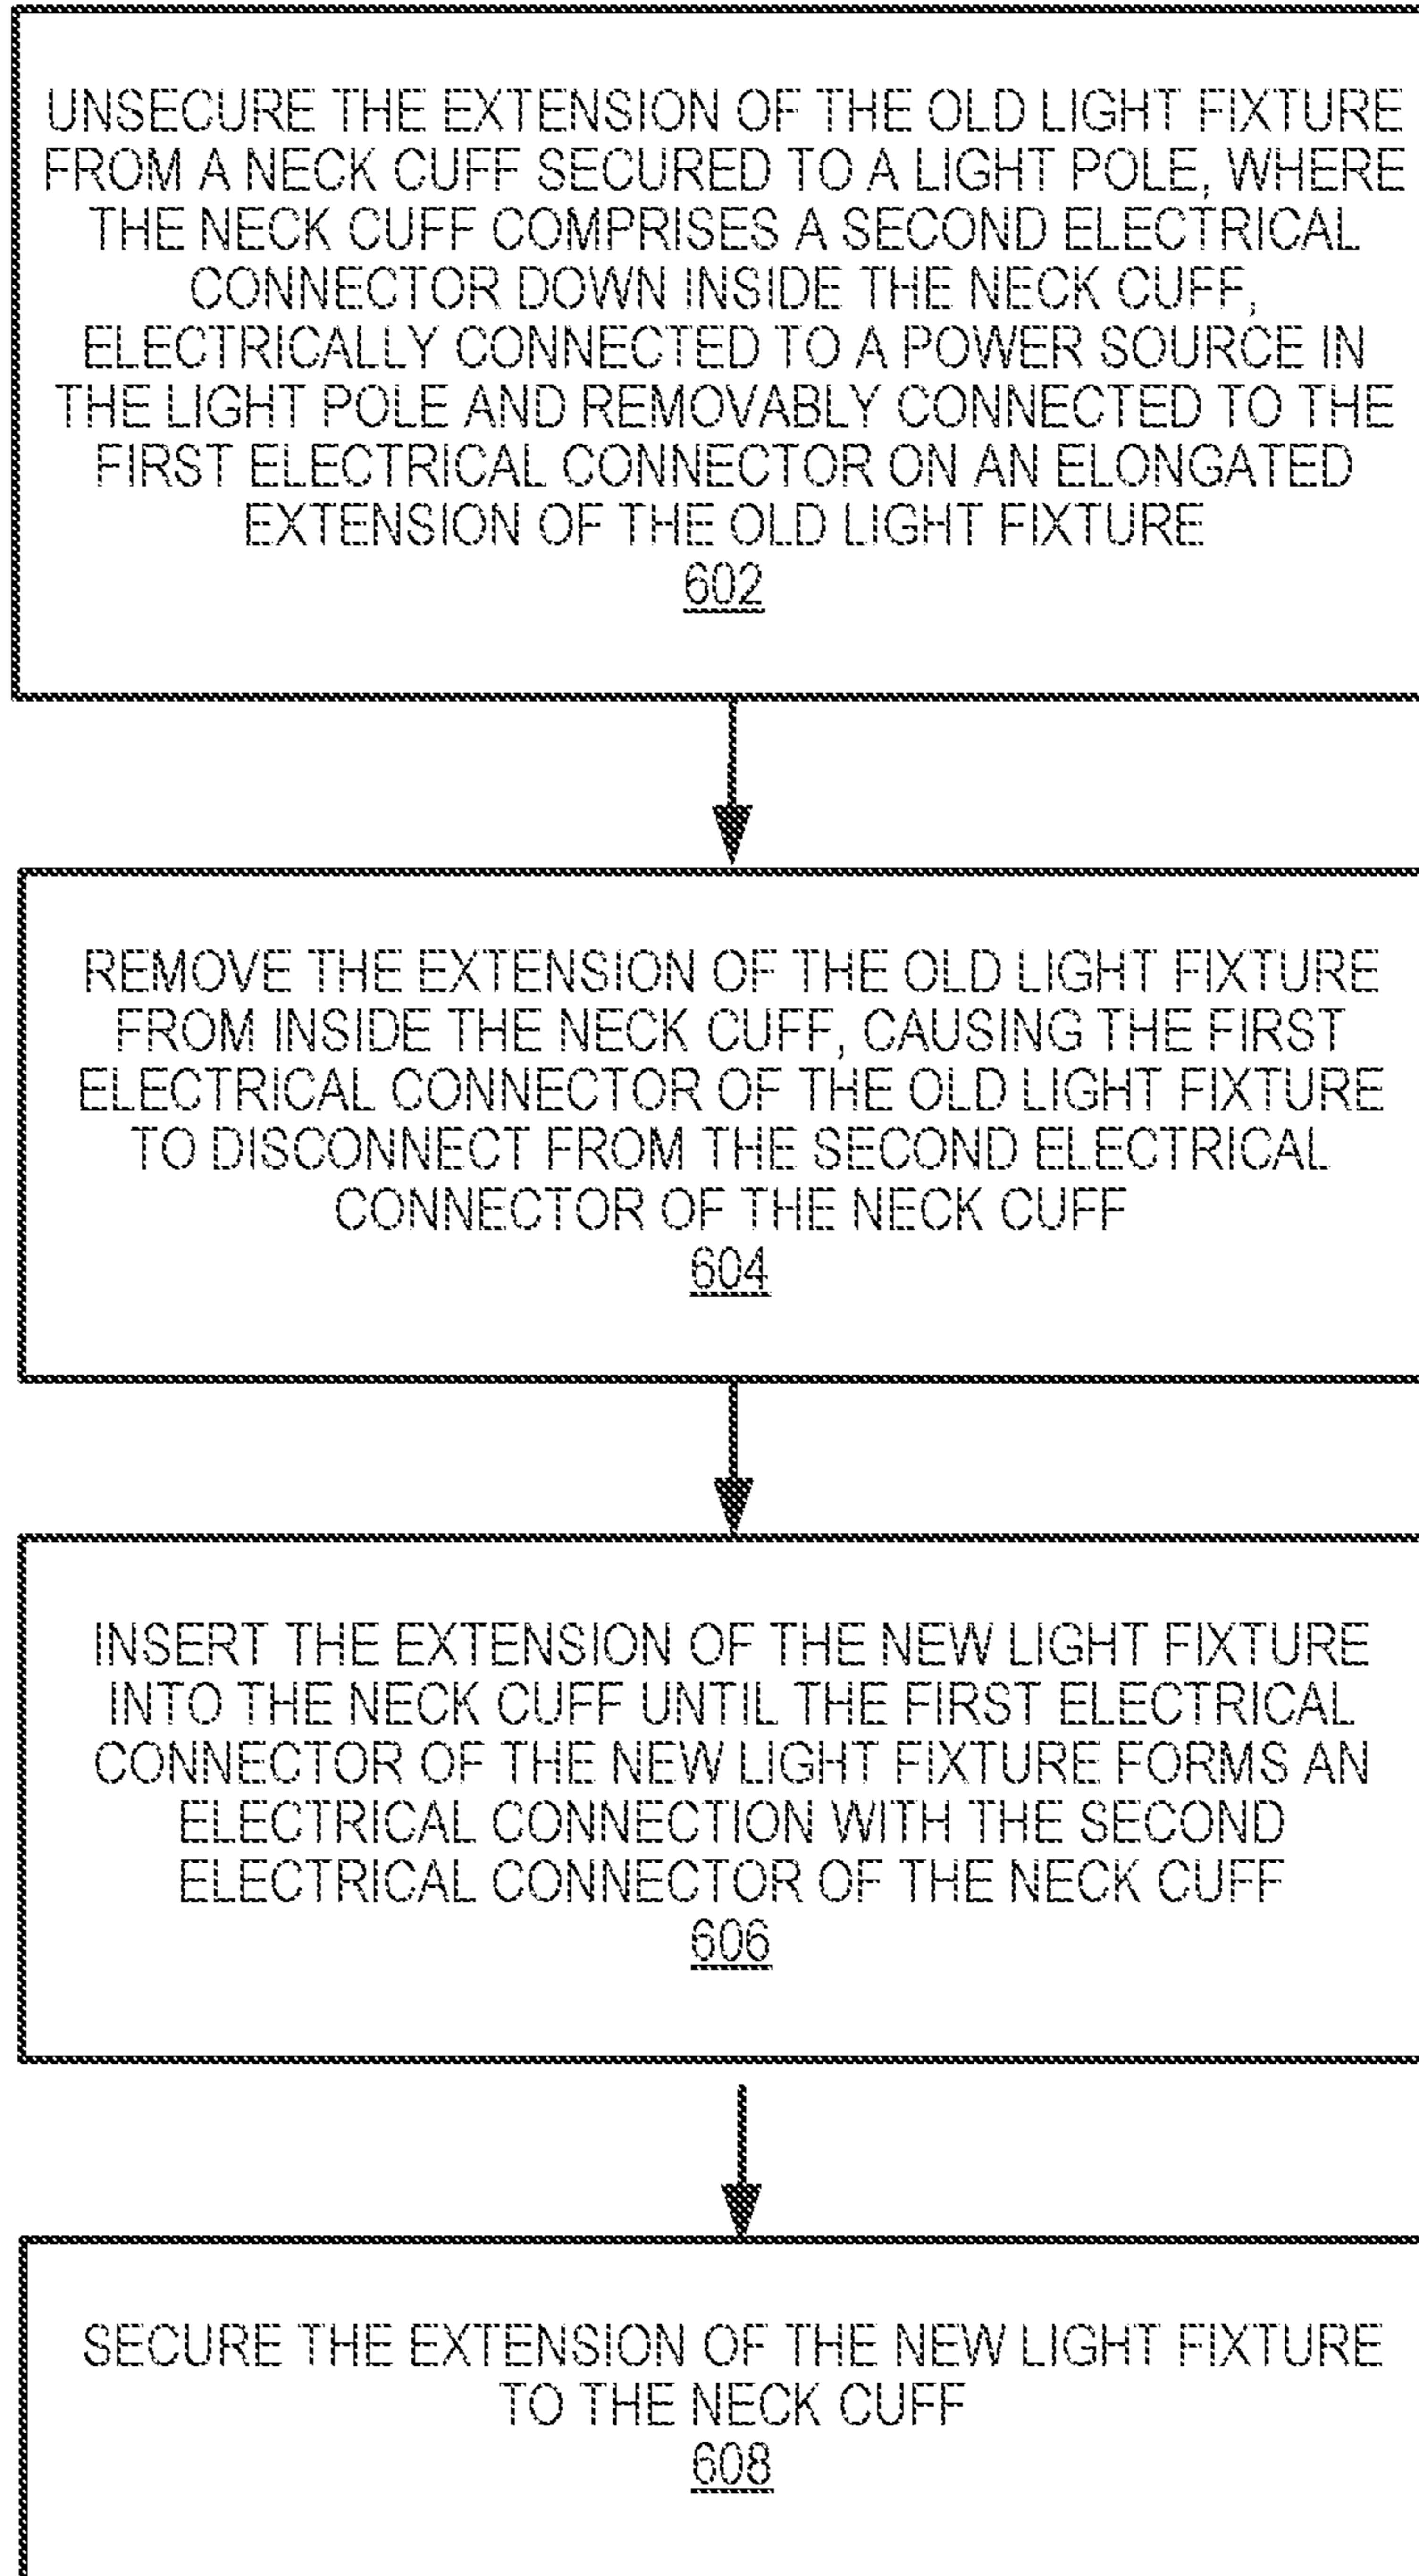 UNSECURE THE EXTENSION OF THE OLD LIGHT FIXTURE
FROM A NECK CUFF SECURED TO A LIGHT POLE, WHERE
THE NECK CUFF COMPRISES A SECOND ELECTRICAL
CONNECTOR DOWN INSIDE THE NECK CUFF,
ELECTRICALLY CONNECTED TO A POWER SOURCE IN
THE LIGHT POLE AND REMOVABLY CONNECTED TO THE
FIRST ELECTRICAL CONNECTOR ON AN ELONGATED
EXTENSION OF THE OLD LIGHT FIXTURE
602
REMOVE THE EXTENSION OF THE OLD LIGHT FIXTURE
FROM INSIDE THE NECK CUFF, CAUSING THE FIRST
ELECTRICAL CONNECTOR OF THE OLD LIGHT FIXTURE
TO DISCONNECT FROM THE SECOND ELECTRICAL
CONNECTOR OF THE NECK CUFF
604
INSERT THE EXTENSION OF THE NEW LIGHT FIXTURE
INTO THE NECK CUFF UNTIL THE FIRST ELECTRICAL
CONNECTOR OF THE NEW LIGHT FIXTURE FORMS AN
ELECTRICAL CONNECTION WITH THE SECOND
ELECTRICAL CONNECTOR OF THE NECK CUFF
606
SECURE THE EXTENSION OF THE NEW LIGHT FIXTURE
TO THE NECK CUFF
608